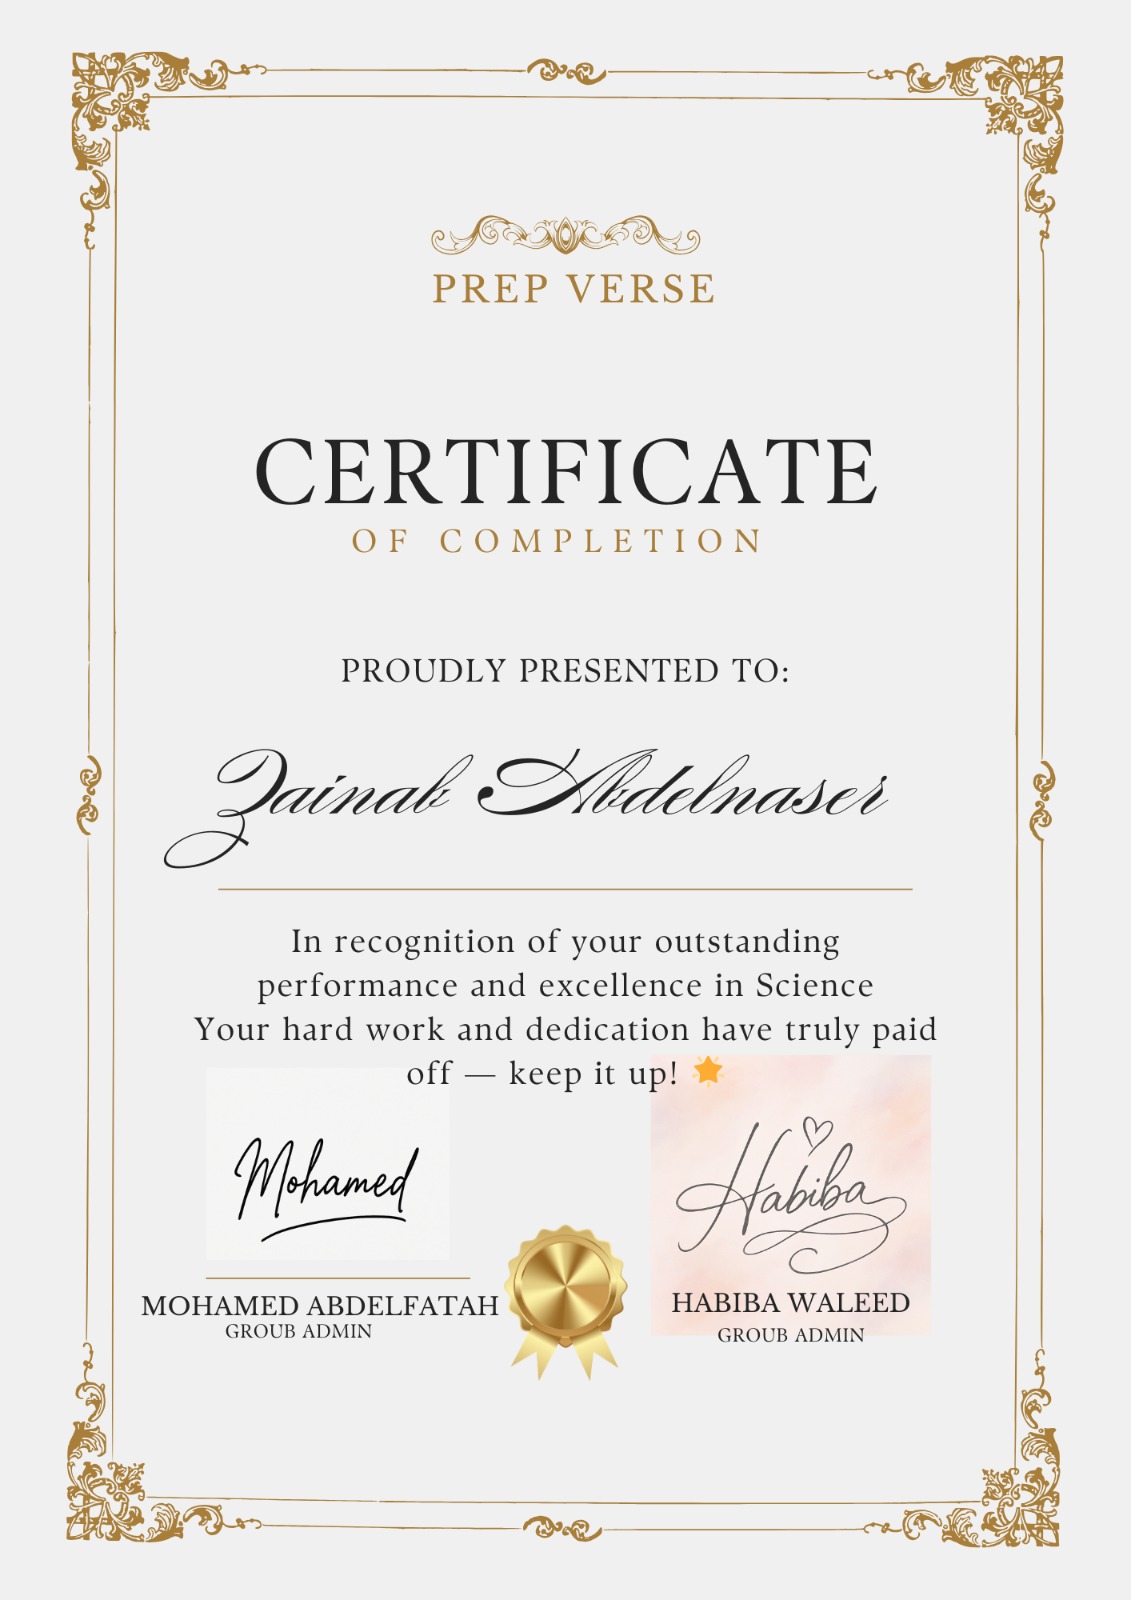 PREP VERSE
CERTIFICATE
OF COMPLETION
PROUDLY PRESENTED TO:
Zainab Abdelnaser
In recognition of your outstanding
performance and excellence in Science
Your hard work and dedication have truly paid
off — keep it up! 🌟
Mohamed
Habiba
MOHAMED ABDELFATAH
GROUB ADMIN
HABIBA WALEED
GROUB ADMIN